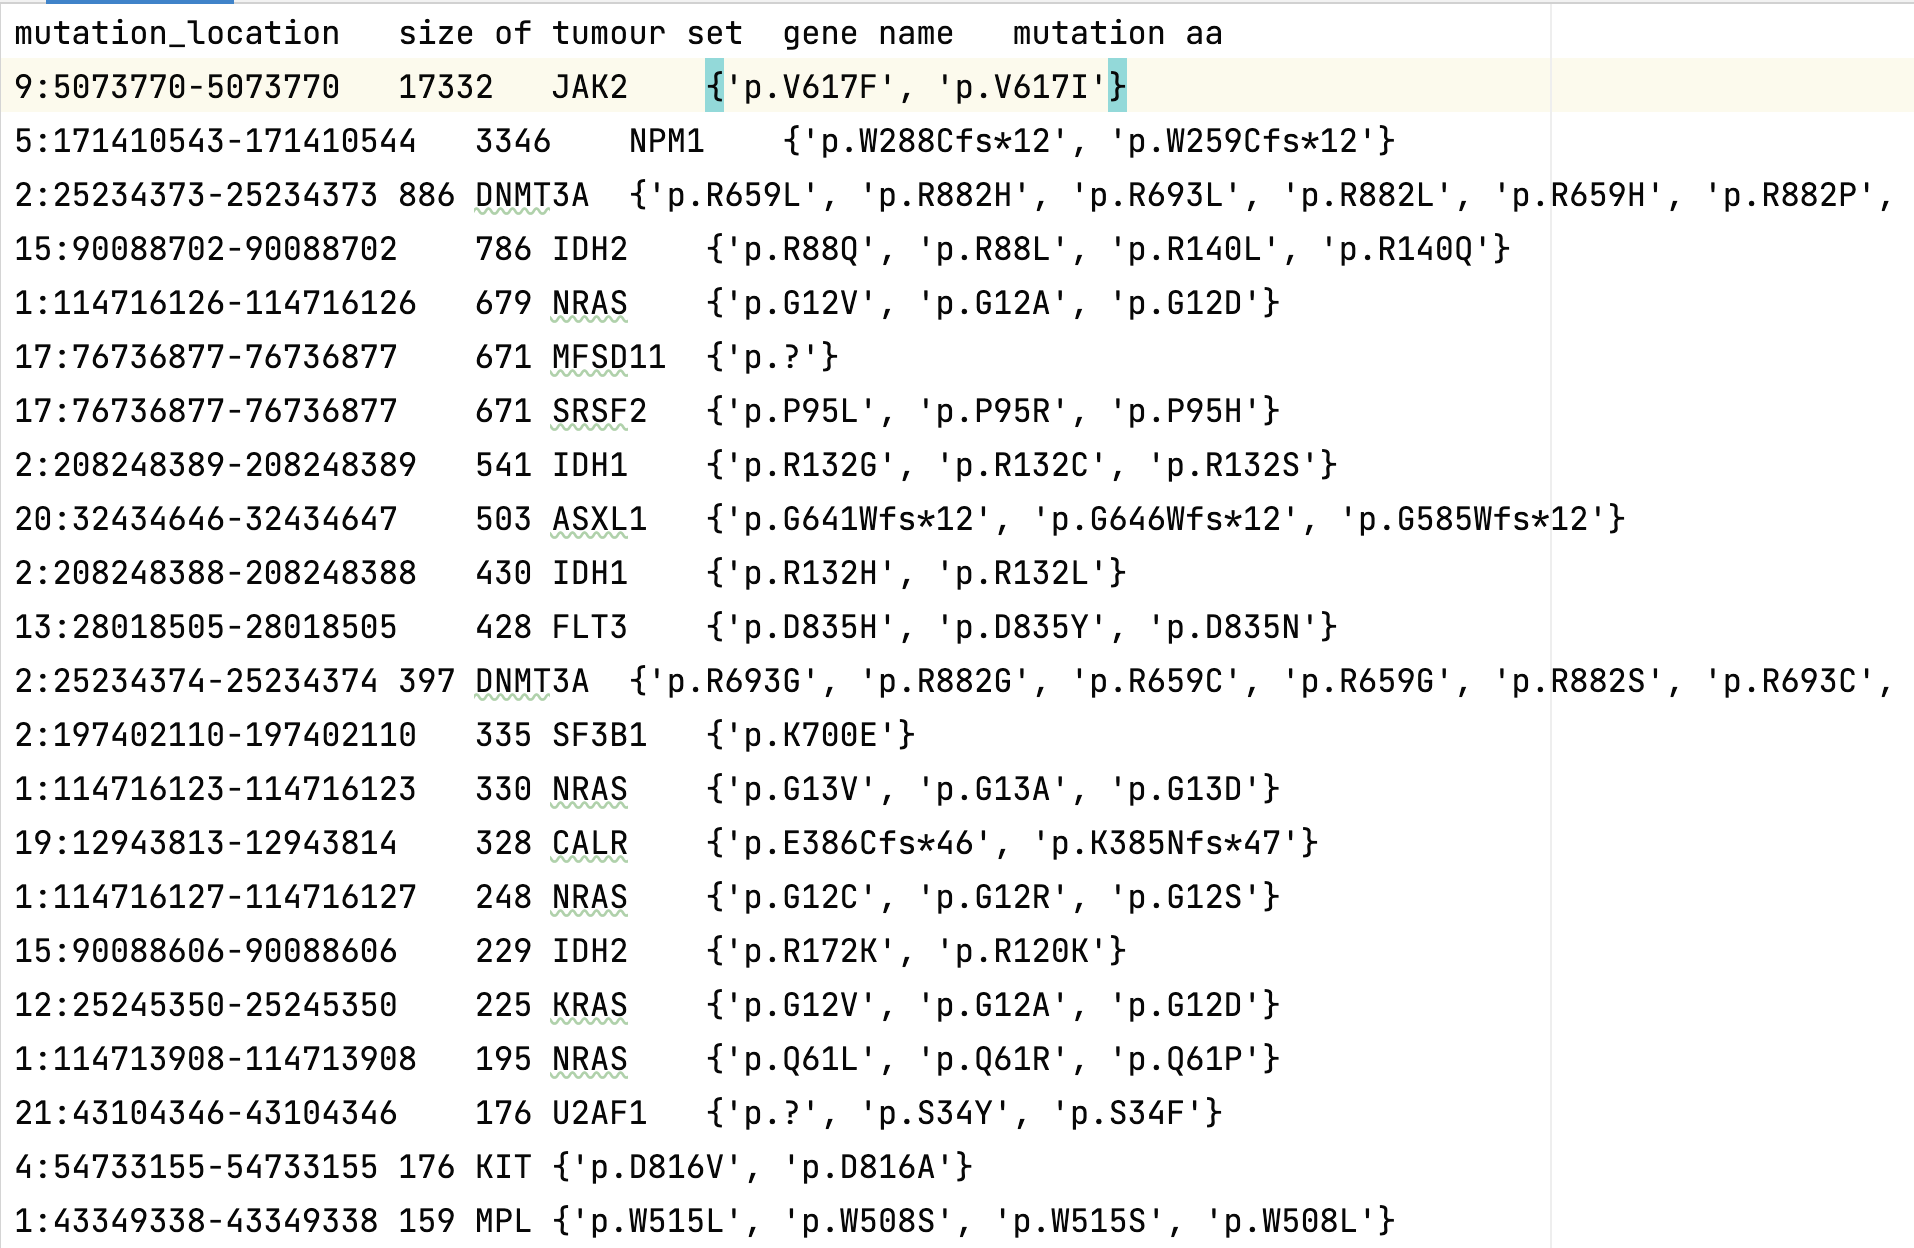 mutation_location size of tumour set gene name mutation aa
9:5073770-5073770 17332 JAK2 {'p.V617F', 'p.V617I'}
5:171410543-171410544 3346 NPM1 {'p.W288Cfs*12', 'p.W259Cfs*12'}
2:25234373-25234373 886 DNMT3A {'p.R659L', 'p.R882H', 'p.R693L', 'p.R882L', 'p.R659H', 'p.R882P',
15:90088702-90088702 786 IDH2 {'p.R88Q', 'p.R88L', 'p.R140L', 'p.R140Q'}
1:114716126-114716126 679 NRAS {'p.G12V', 'p.G12A', 'p.G12D'}
17:76736877-76736877 671 MFSD11 {'p.?'}
17:76736877-76736877 671 SRSF2 {'p.P95L', 'p.P95R', 'p.P95H'}
2:208248389-208248389 541 IDH1 {'p.R132G', 'p.R132C', 'p.R132S'}
20:32434646-32434647 503 ASXL1 {'p.G641Wfs*12', 'p.G646Wfs*12', 'p.G585Wfs*12'}
2:208248388-208248388 430 IDH1 {'p.R132H', 'p.R132L'}
13:28018505-28018505 428 FLT3 {'p.D835H', 'p.D835Y', 'p.D835N'}
2:25234374-25234374 397 DNMT3A {'p.R693G', 'p.R882G', 'p.R659C', 'p.R659G', 'p.R882S', 'p.R693C',
2:197402110-197402110 335 SF3B1 {'p.K700E'}
1:114716123-114716123 330 NRAS {'p.G13V', 'p.G13A', 'p.G13D'}
19:12943813-12943814 328 CALR {'p.E386Cfs*46', 'p.K385Nfs*47'}
1:114716127-114716127 248 NRAS {'p.G12C', 'p.G12R', 'p.G12S'}
15:90088606-90088606 229 IDH2 {'p.R172K', 'p.R120K'}
12:25245350-25245350 225 KRAS {'p.G12V', 'p.G12A', 'p.G12D'}
1:114713908-114713908 195 NRAS {'p.Q61L', 'p.Q61R', 'p.Q61P'}
21:43104346-43104346 176 U2AF1 {'p.?', 'p.S34Y', 'p.S34F'}
4:54733155-54733155 176 KIT {'p.D816V', 'p.D816A'}
1:43349338-43349338 159 MPL {'p.W515L', 'p.W508S', 'p.W515S', 'p.W508L'}